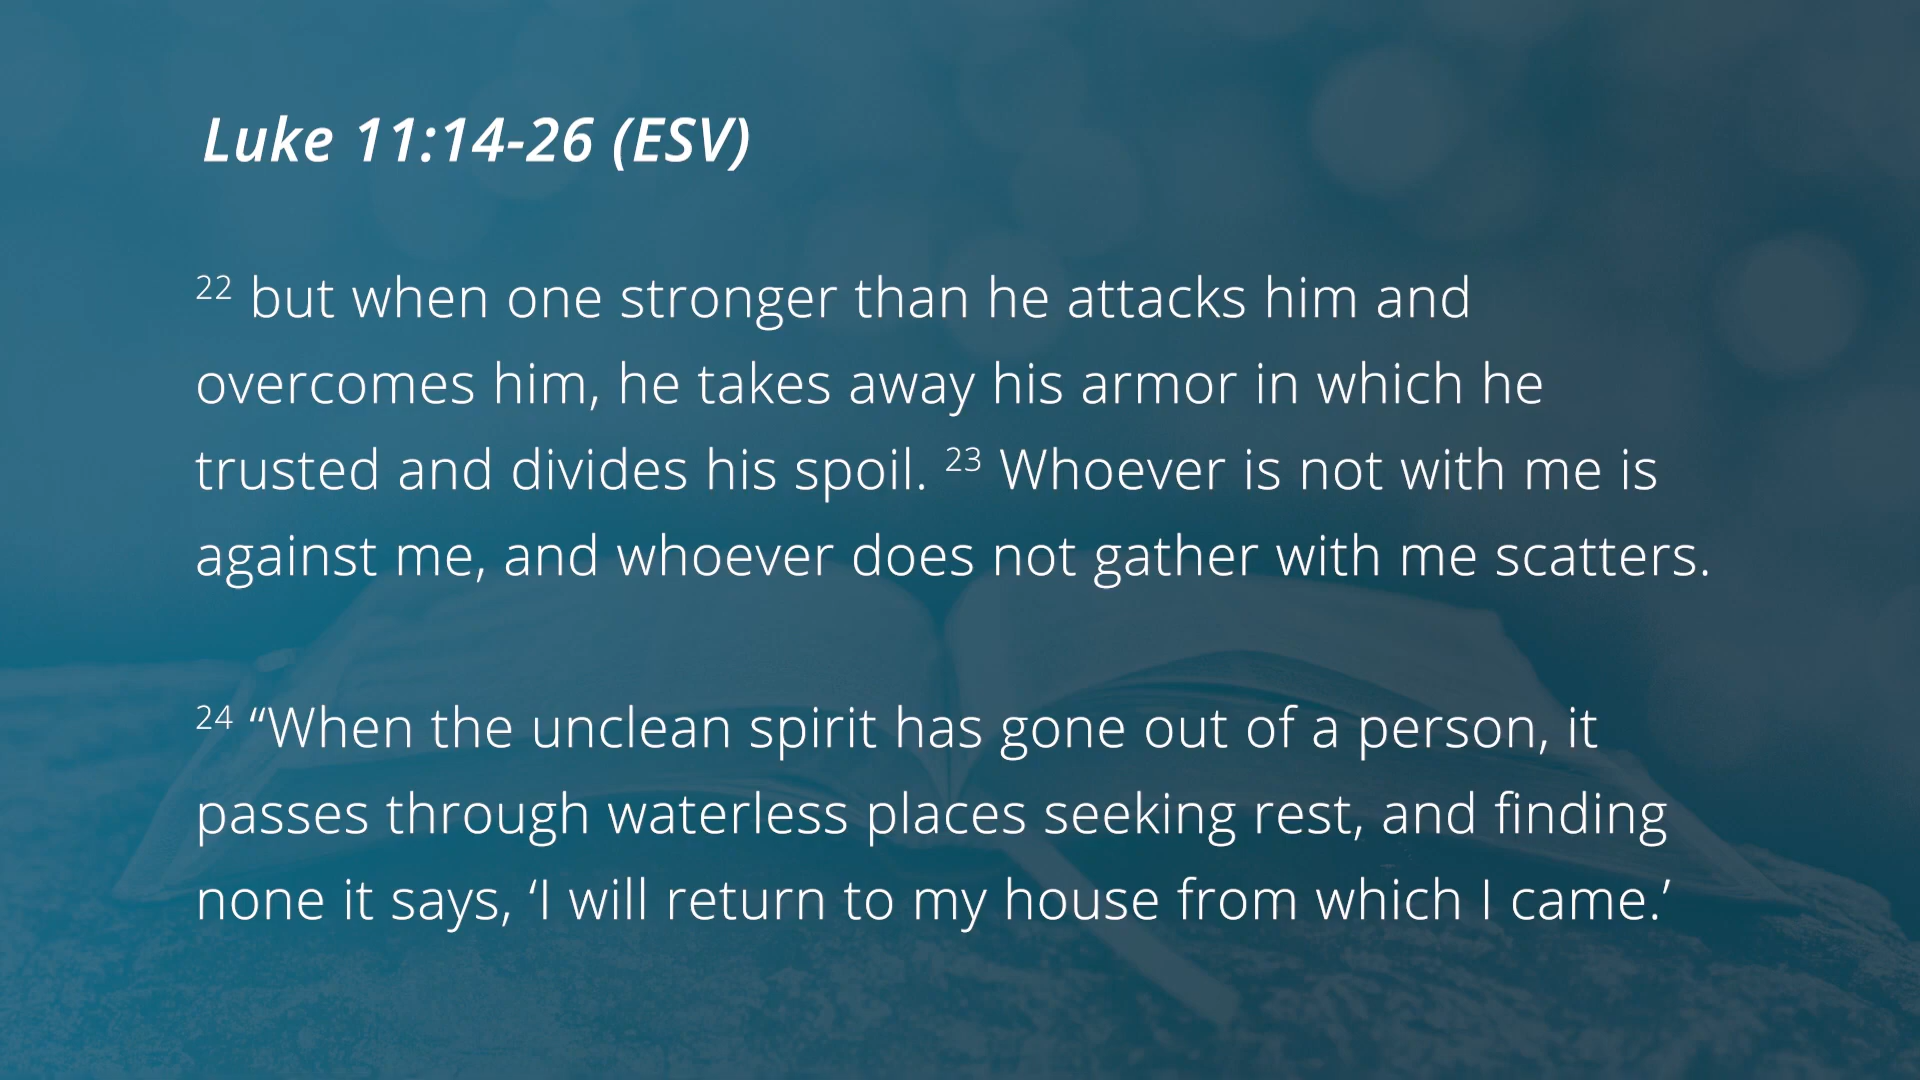 Luke 11:14-26 (ESV)
22 but when one stronger than he attacks him and
overcomes him, he takes away his armor in which he
trusted and divides his spoil. 23 Whoever is not with me is
against me, and whoever does not gather with me scatters.
24 “When the unclean spirit has gone out of a person, it
passes through waterless places seeking rest, and finding
none it says, ‘I will return to my house from which I came.’